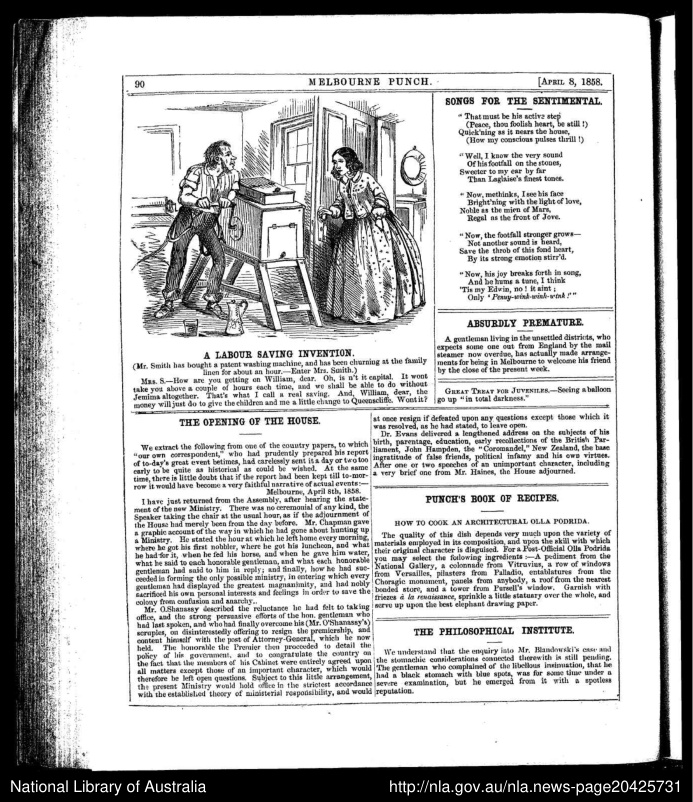 90
MELBOURNE PUNCH.
[APRIL 8, 1858.
A LABOUR SAVING INVENTION.
(Mr. Smith has bought a patent washing machine, and has been churning at the family
linen for about an hour.—Enter Mrs. Smith.)
MRS. S.—How are you getting on William, dear. Oh, is n't it capital. It wont
take you above a couple of hours each time, and we shall be able to do without
Jemima altogether. That's what I call a real saving. And, William, dear, the
money will just do to give the children and me a little change to Queenscliffe. Wont it?
SONGS FOR THE SENTIMENTAL.
" That must be his active step
(Peace, thou foolish heart, be still !)
Quick'ning as it nears the house,
(How my conscious pulses thrill !)
" Well, I know the very sound
Of his footfall on the stones,
Sweeter to my ear by far
Than Laglaise's finest tones.
" Now, methinks, I see his face
Bright'ning with the light of love,
Noble as the mien of Mars,
Regal as the front of Jove.
" Now, the footfall stronger grows—
Not another sound is heard,
Save the throb of this fond heart,
By its strong emotion stirr'd.
"Now, his joy breaks forth in song,
And he hums a tune, I think
'Tis my Edwin, no ! it aint ;
Only 'Penny-wink-wink-wink !'"
ABSURDLY PREMATURE.
A gentleman living in the unsettled districts, who
expects some one out from England by the mail
steamer now overdue, has actually made arrange-
ments for being in Melbourne to welcome his friend
by the close of the present week.
GREAT TREAT FOR JUVENILES.—Seeing a balloon
go up "in total darkness."
THE OPENING OF THE HOUSE.
We extract the following from one of the country papers, to which
"our own correspondent," who had prudently prepared his report
of to-day's great event betimes, had carelessly sent it a day or two too
early to be quite as historical as could be wished. At the same
time, there is little doubt that if the report had been kept till to-mor-
row it would have become a very faithful narrative of actual events:—
Melbourne, April 8th, 1858.
I have just returned from the Assembly, after hearing the state-
ment of the new Ministry. There was no ceremonial of any kind, the
Speaker taking the chair at the usual hour, as if the adjournment of
the House had merely been from the day before. Mr. Chapman gave
a graphic account of the way in which he had gone about hunting up
a Ministry. He stated the hour at which he left home every morning,
where he got his first nobbler, where he got his luncheon, and what
he had for it, when he fed his horse, and when he gave him water,
what he said to each honorable gentleman, and what each honorable
gentleman had said to him in reply; and finally, how he had suc-
ceeded in forming the only possible ministry, in entering which every
gentleman had displayed the greatest magnanimity, and had nobly
sacrificed his own personal interests and feelings in order to save the
colony from confusion and anarchy.
Mr. O.Shanassy described the reluctance he had felt to taking
office, and the strong persuasive efforts of the hon. gentleman who
had last spoken, and who had finally overcome his (Mr. O'Shanassy's)
scruples, on disinterestedly offering to resign the premiership, and
content himself with the post of Attorney-General, which he now
held. The honorable the Premier then proceeded to detail the
policy of his government, and to congratulate the country on
the fact that the members of his Cabinet were entirely agreed upon
all matters except those of an important character, which would
therefore be left open questions. Subject to this little arrangement,
the present Ministry would hold office in the strictest accordance
with the established theory of ministerial responsibility, and would
at once resign if defeated upon any questions except those which it
was resolved, as he had stated, to leave open.
Dr. Evans delivered a lengthened address on the subjects of his
birth, parentage, education, early recollections of the British Par-
liament, John Hampden, the "Coromandel," New Zealand, the base
ingratitude of false friends, political infamy and his own virtues.
After one or two speeches of an unimportant character, including
a very brief one from Mr. Haines, the House adjourned.
PUNCH'S BOOK OF RECIPES.
HOW TO COOK AN ARCHITECTURAL OLLA PODRIDA.
The quality of this dish depends very much upon the variety of
materials employed in its composition, and upon the skill with which
their original character is disguised. For a Post-Official Olla Podrida
you may select the following ingredients :—A pediment from the
National Gallery, a colonnade from Vitruvius, a row of windows
from Versailles, pilasters from Palladio, entablatures from the
Choragic monument, panels from anybody, a roof from the nearest
bonded store, and a tower from Pursell's window. Garnish with
friezes à la renaissance, sprinkle a little statuary over the whole, and
serve up upon the best elephant drawing paper.
THE PHILOSOPHICAL INSTITUTE.
We understand that the enquiry into Mr. Blandowski's case and
the stomachic considerations connected therewith is still pending.
The gentleman who complained of the libellous insinuation, that he
had a black stomach with blue spots, was for some time under a
severe examination, but he emerged from it with a spotless
reputation.
National Library of Australia
http://nla.gov.au/nla.news-page20425731